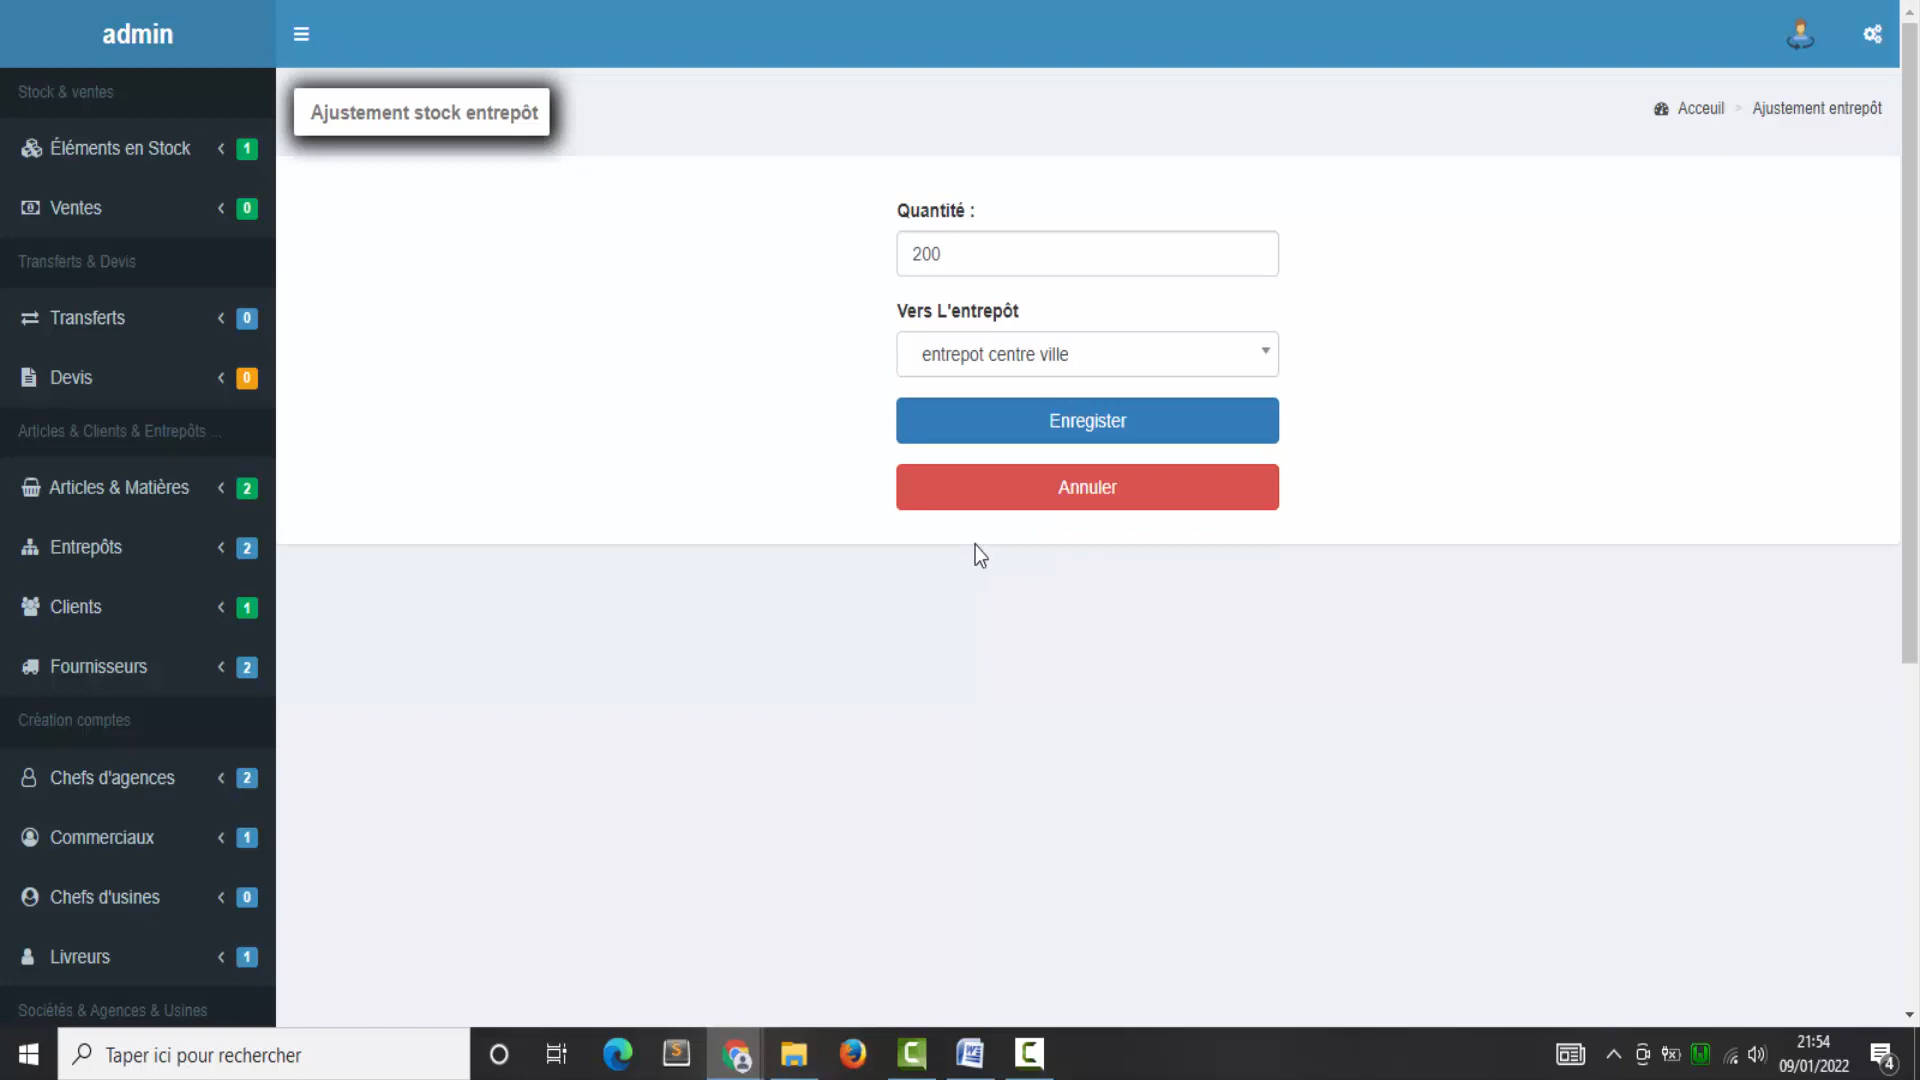 admin
Stock & ventes
Éléments en Stock 1
Ventes 0
Transferts & Devis
Transferts 0
Devis 0
Articles & Clients & Entrepôts ...
Articles & Matières 2
Entrepôts 2
Clients 1
Fournisseurs 2
Création comptes
Chefs d'agences 2
Commerciaux 1
Chefs d'usines 0
Livreurs 1
Sociétés & Agences & Usines
Ajustement stock entrepôt
Acceuil > Ajustement entrepôt
Quantité :
200
Vers L'entrepôt
entrepot centre ville
Enregister
Annuler
Taper ici pour rechercher
21:54
09/01/2022
4